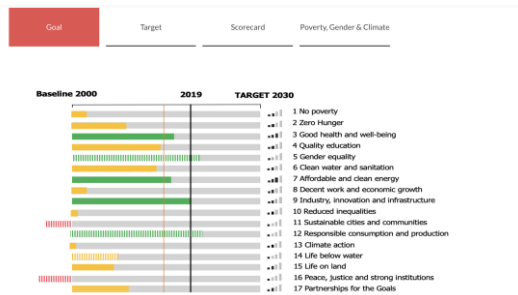 Goal
Target
Scorecard
Poverty, Gender & Climate
Baseline 2000
2019
TARGET 2030
1 No poverty
2 Zero Hunger
3 Good health and well-being
4 Quality education
5 Gender equality
6 Clean water and sanitation
7 Affordable and clean energy
8 Decent work and economic growth
9 Industry, innovation and infrastructure
10 Reduced inequalities
11 Sustainable cities and communities
12 Responsible consumption and production
13 Climate action
14 Life below water
15 Life on land
16 Peace, justice and strong institutions
17 Partnerships for the Goals